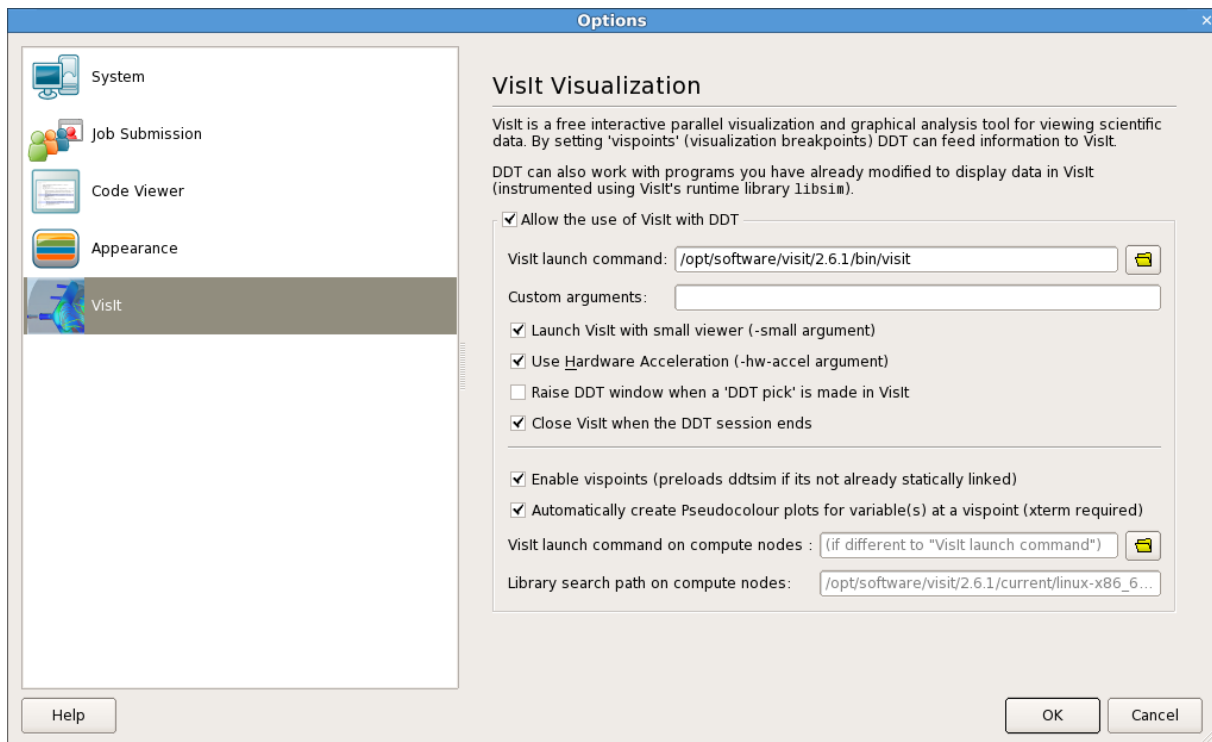 Options
System
Job Submission
Code Viewer
Appearance
VisIt
VisIt Visualization
VisIt is a free interactive parallel visualization and graphical analysis tool for viewing scientific
data. By setting 'vispoints' (visualization breakpoints) DDT can feed information to VisIt.
DDT can also work with programs you have already modified to display data in VisIt
(instrumented using VisIt's runtime library libsim).
Allow the use of VisIt with DDT
VisIt launch command: /opt/software/visit/2.6.1/bin/visit
Custom arguments:
Launch VisIt with small viewer (-small argument)
Use Hardware Acceleration (-hw-accel argument)
Raise DDT window when a 'DDT pick' is made in VisIt
Close VisIt when the DDT session ends
Enable vispoints (preloads ddtsim if its not already statically linked)
Automatically create Pseudocolour plots for variable(s) at a vispoint (xterm required)
VisIt launch command on compute nodes : (if different to "VisIt launch command")
Library search path on compute nodes: /opt/software/visit/2.6.1/current/linux-x86_6...
Help
OK
Cancel